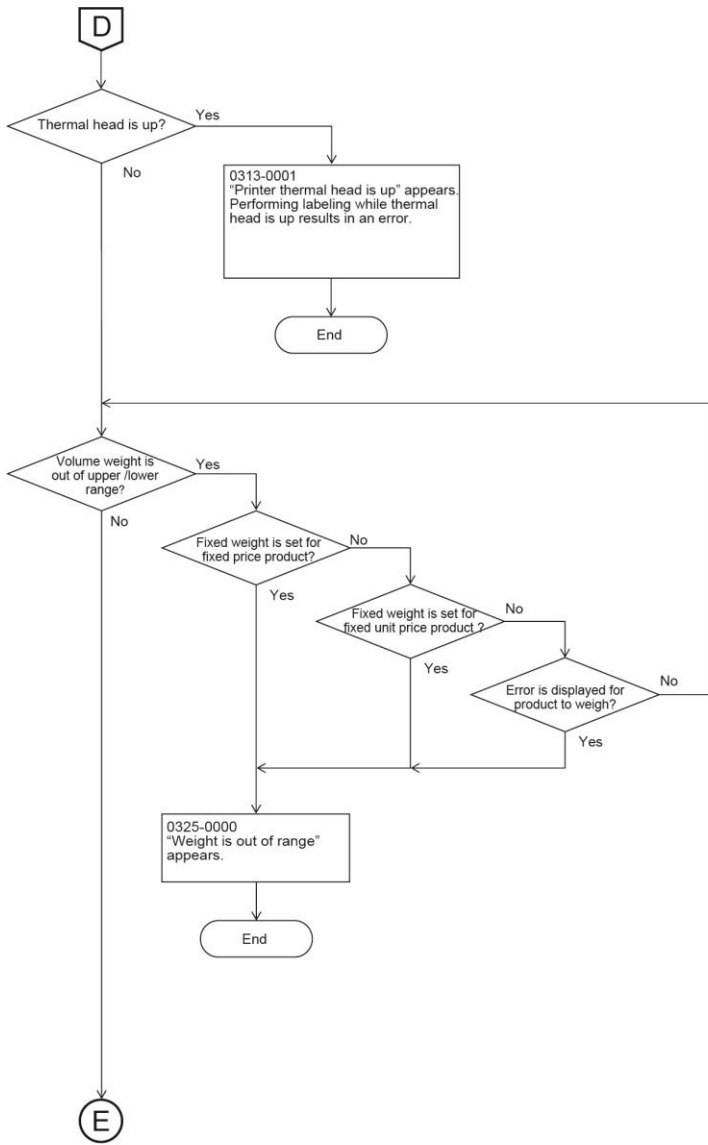 D
Thermal head is up?
Yes
No
0313-0001
“Printer thermal head is up” appears.
Performing labeling while thermal
head is up results in an error.
End
Volume weight is
out of upper /lower
range?
Yes
No
Fixed weight is set for
fixed price product?
No
Yes
Fixed weight is set for
fixed unit price product ?
No
Yes
Error is displayed for
product to weigh?
No
Yes
0325-0000
“Weight is out of range”
appears.
End
E